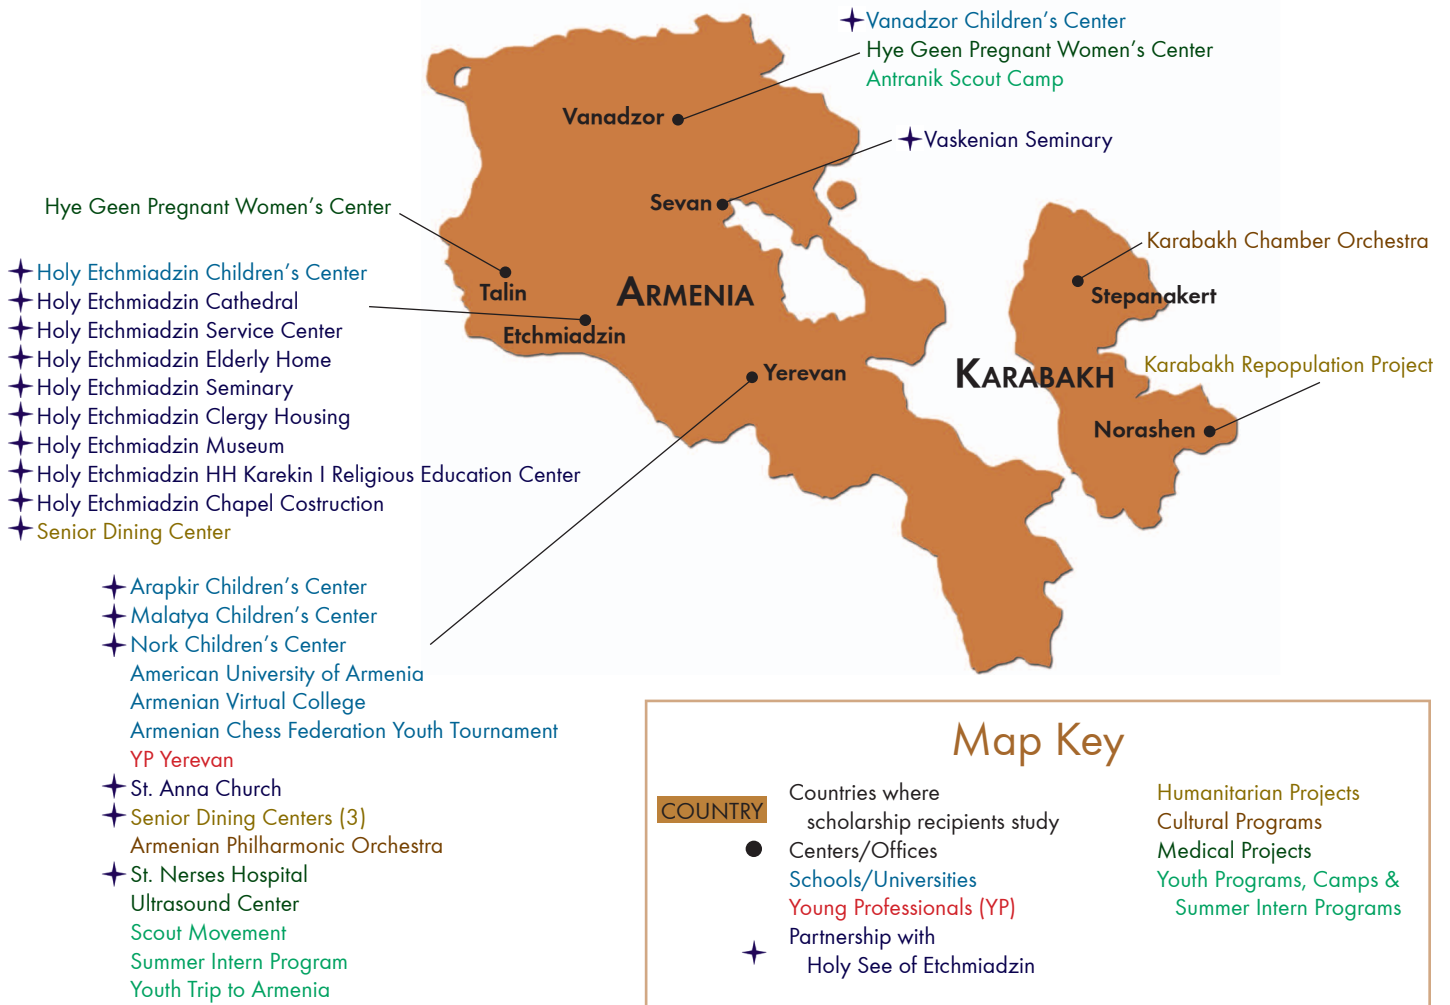 Vanadzor Children's Center
Hye Geen Pregnant Women's Center
Antranik Scout Camp
Vanadzor
Vaskenian Seminary
Sevan
Hye Geen Pregnant Women's Center
Karabakh Chamber Orchestra
Holy Etchmiadzin Children's Center
Holy Etchmiadzin Cathedral
Holy Etchmiadzin Service Center
Holy Etchmiadzin Elderly Home
Holy Etchmiadzin Seminary
Holy Etchmiadzin Clergy Housing
Holy Etchmiadzin Museum
Holy Etchmiadzin HH Karekin I Religious Education Center
Holy Etchmiadzin Chapel Costruction
Senior Dining Center
Talin
ARMENIA
Stepanakert
Etchmiadzin
Yerevan
KARABAKH
Karabakh Repopulation Project
Norashen
Arapkir Children's Center
Malatya Children's Center
Nork Children's Center
American University of Armenia
Armenian Virtual College
Armenian Chess Federation Youth Tournament
YP Yerevan
St. Anna Church
Senior Dining Centers (3)
Armenian Philharmonic Orchestra
St. Nerses Hospital
Ultrasound Center
Scout Movement
Summer Intern Program
Youth Trip to Armenia
Map Key
COUNTRY
Countries where
scholarship recipients study
Centers/Offices
Schools/Universities
Young Professionals (YP)
Partnership with
Holy See of Etchmiadzin
Humanitarian Projects
Cultural Programs
Medical Projects
Youth Programs, Camps &
Summer Intern Programs